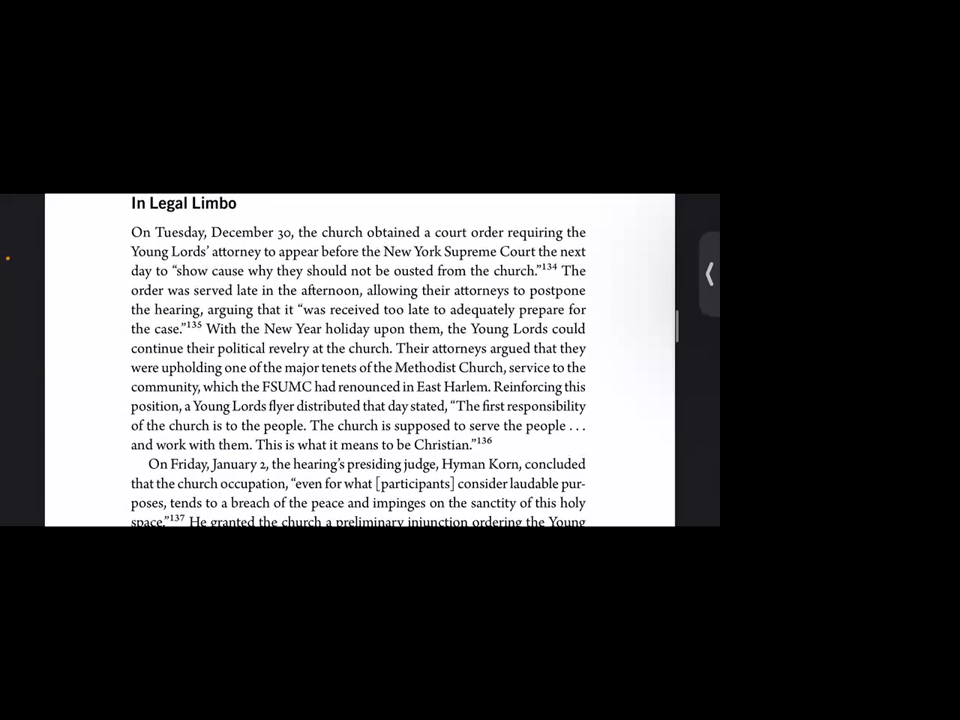 In Legal Limbo
On Tuesday, December 30, the church obtained a court order requiring the
Young Lords’ attorney to appear before the New York Supreme Court the next
day to “show cause why they should not be ousted from the church.”134 The
order was served late in the afternoon, allowing their attorneys to postpone
the hearing, arguing that it “was received too late to adequately prepare for
the case.”135 With the New Year holiday upon them, the Young Lords could
continue their political revelry at the church. Their attorneys argued that they
were upholding one of the major tenets of the Methodist Church, service to the
community, which the FSUMC had renounced in East Harlem. Reinforcing this
position, a Young Lords flyer distributed that day stated, “The first responsibility
of the church is to the people. The church is supposed to serve the people . . .
and work with them. This is what it means to be Christian.”136
On Friday, January 2, the hearing’s presiding judge, Hyman Korn, concluded
that the church occupation, “even for what [participants] consider laudable pur-
poses, tends to a breach of the peace and impinges on the sanctity of this holy
space.”137 He granted the church a preliminary injunction ordering the Young